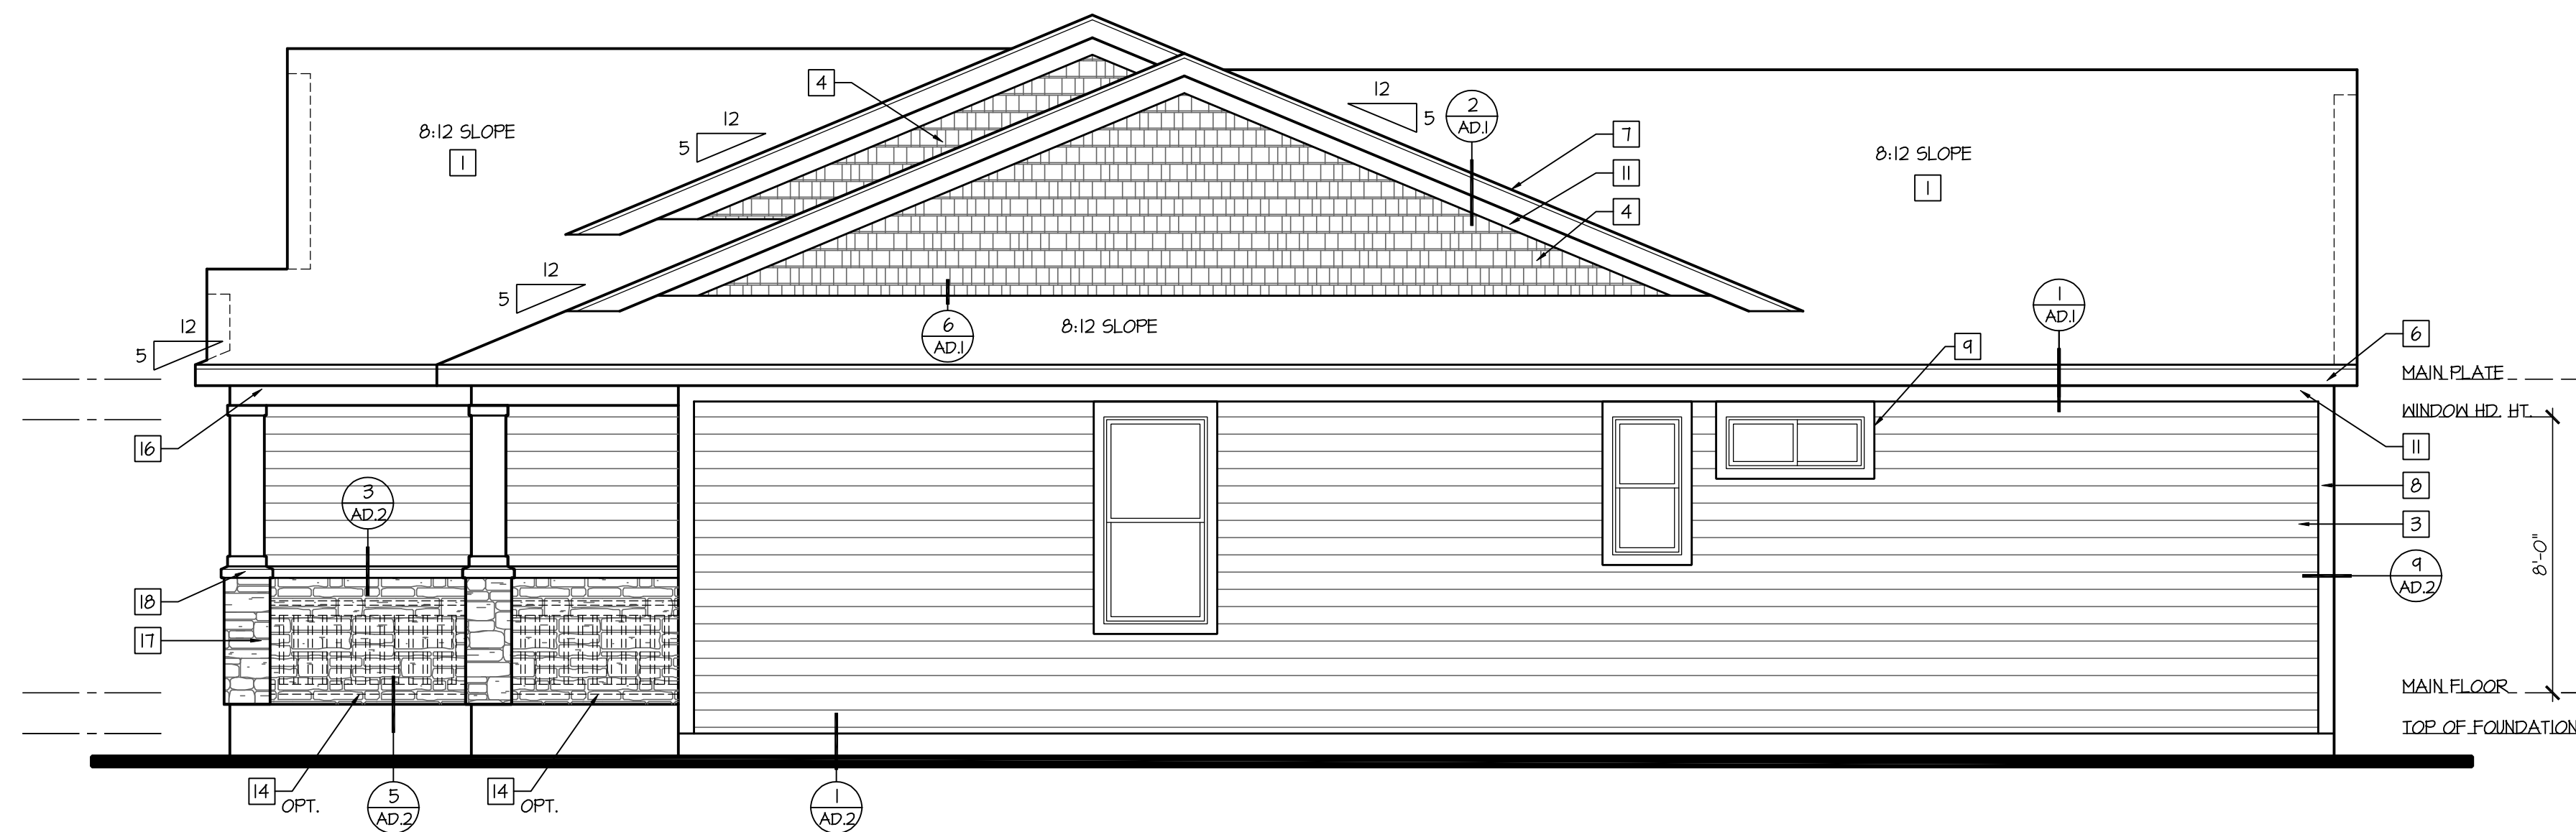 4
12
5
8:12 SLOPE
1
12
5
2
AD.1
7
11
4
8:12 SLOPE
1
12
5
12
5
6
AD.1
8:12 SLOPE
1
AD.1
9
6
MAIN PLATE
WINDOW HD. HT.
16
11
8
3
3
AD.2
9
AD.2
8'-0"
18
17
MAIN FLOOR
TOP OF FOUNDATION
14
OPT.
5
AD.2
14
OPT.
1
AD.2